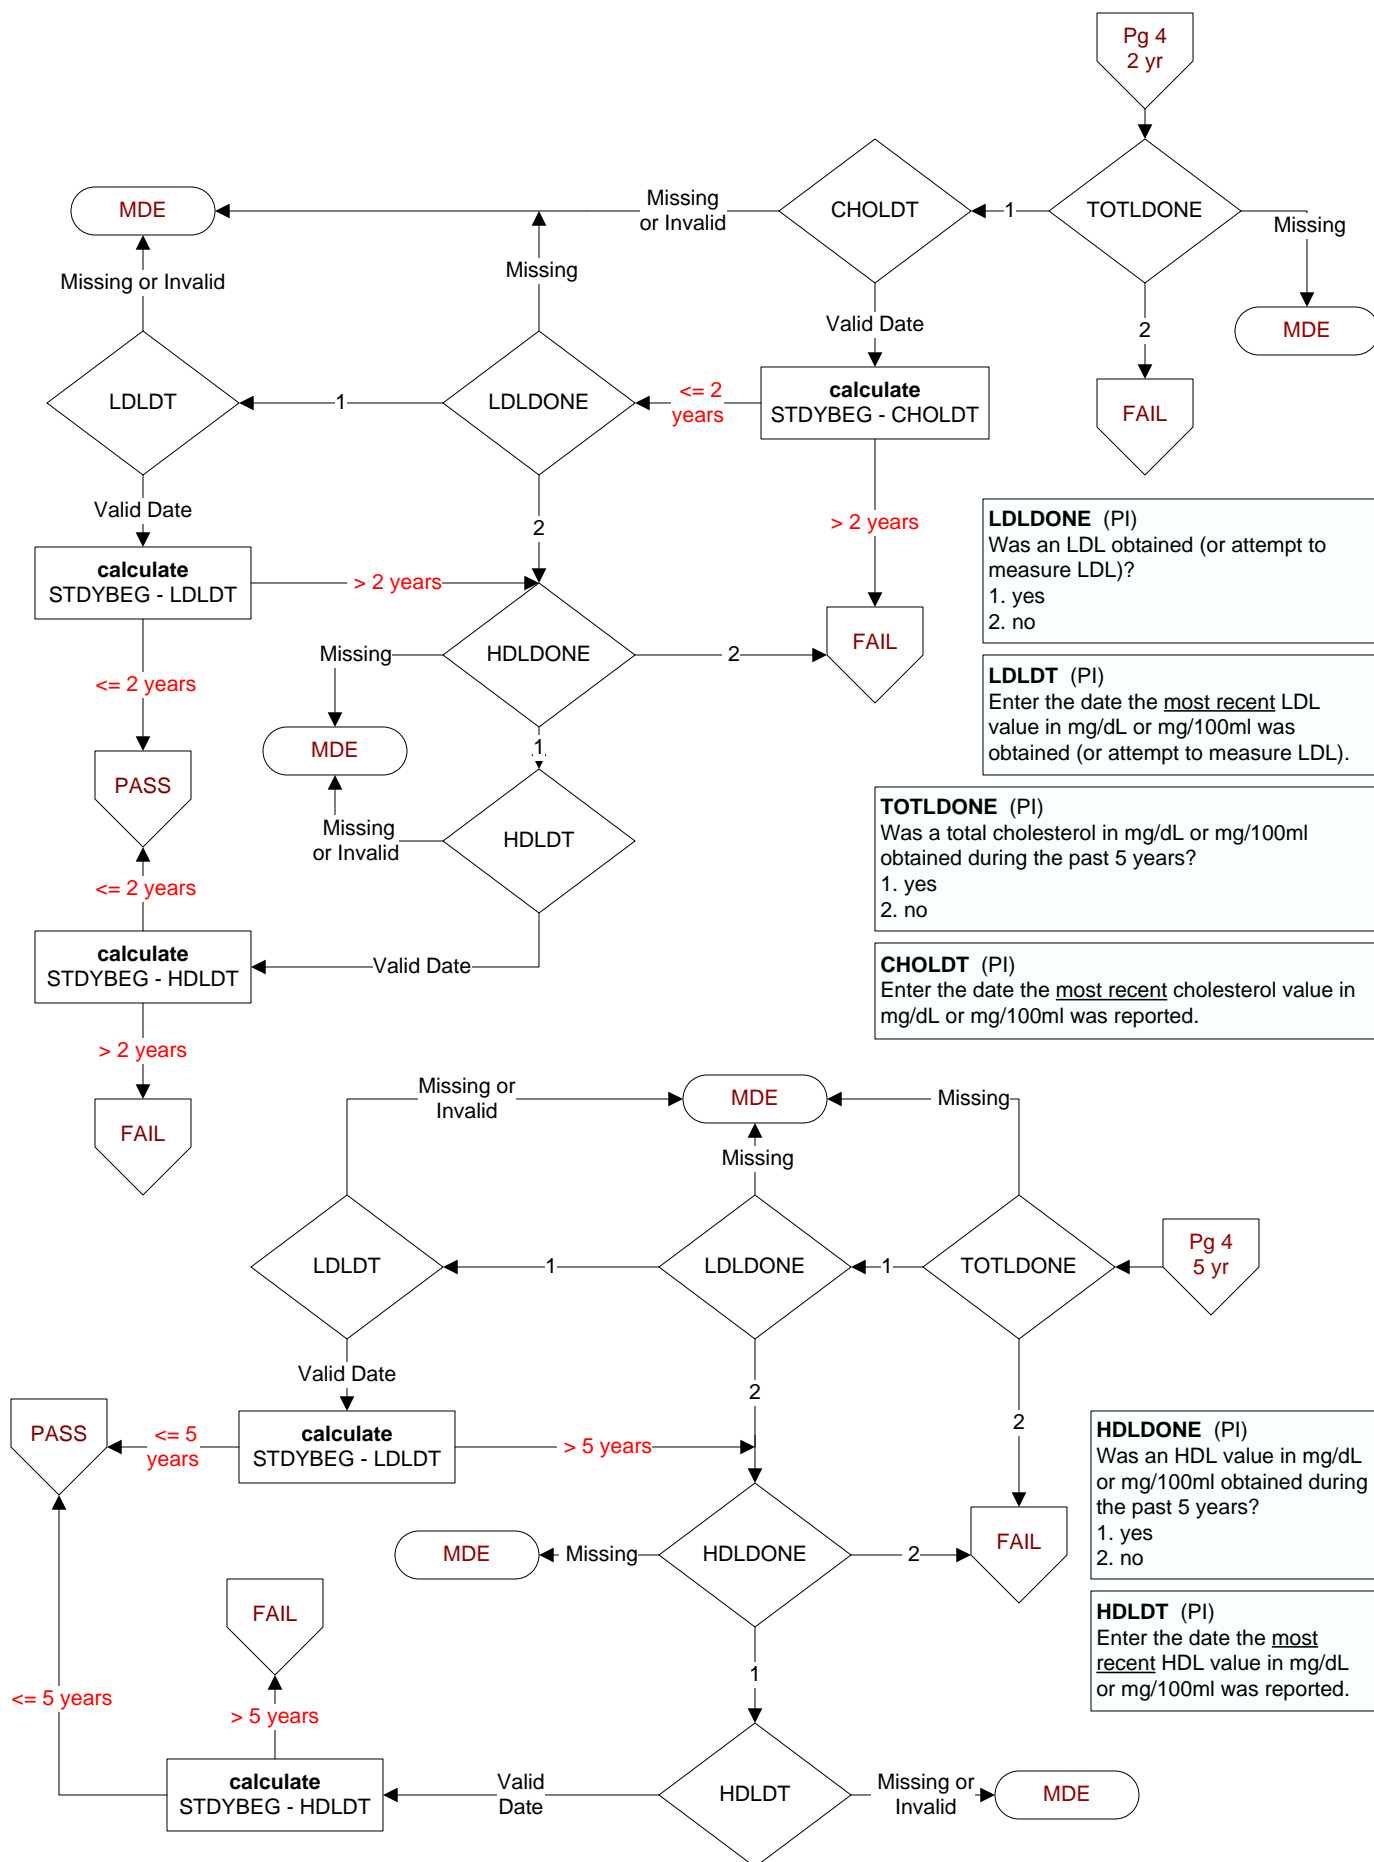 Pg 4
2 yr
MDE
Missing
or Invalid
CHOLDT
1
TOTLDONE
Missing
Missing or Invalid
Missing
Valid Date
2
MDE
LDLDT
1
LDLDONE
<= 2
years
calculate
STDYBEG - CHOLDT
FAIL
Valid Date
2
> 2 years
LDLDONE (PI)
Was an LDL obtained (or attempt to
measure LDL)?
1. yes
2. no
calculate
STDYBEG - LDLDT
> 2 years
Missing
HDLDONE
2
FAIL
<= 2 years
LDLDT (PI)
Enter the date the most recent LDL
value in mg/dL or mg/100ml was
obtained (or attempt to measure LDL).
MDE
1
PASS
Missing
or Invalid
HDLDT
TOTLDONE (PI)
Was a total cholesterol in mg/dL or mg/100ml
obtained during the past 5 years?
1. yes
2. no
<= 2 years
calculate
STDYBEG - HDLDT
Valid Date
CHOLDT (PI)
Enter the date the most recent cholesterol value in
mg/dL or mg/100ml was reported.
> 2 years
FAIL
Missing or
Invalid
MDE
Missing
Missing
LDLDT
1
LDLDONE
1
TOTLDONE
Pg 4
5 yr
Valid Date
2
2
PASS
<= 5
years
calculate
STDYBEG - LDLDT
> 5 years
HDLDONE (PI)
Was an HDL value in mg/dL
or mg/100ml obtained during
the past 5 years?
1. yes
2. no
MDE
Missing
HDLDONE
2
FAIL
FAIL
HDLDT (PI)
Enter the date the most
recent HDL value in mg/dL
or mg/100ml was reported.
1
<= 5 years
> 5 years
calculate
STDYBEG - HDLDT
Valid
Date
HDLDT
Missing or
Invalid
MDE